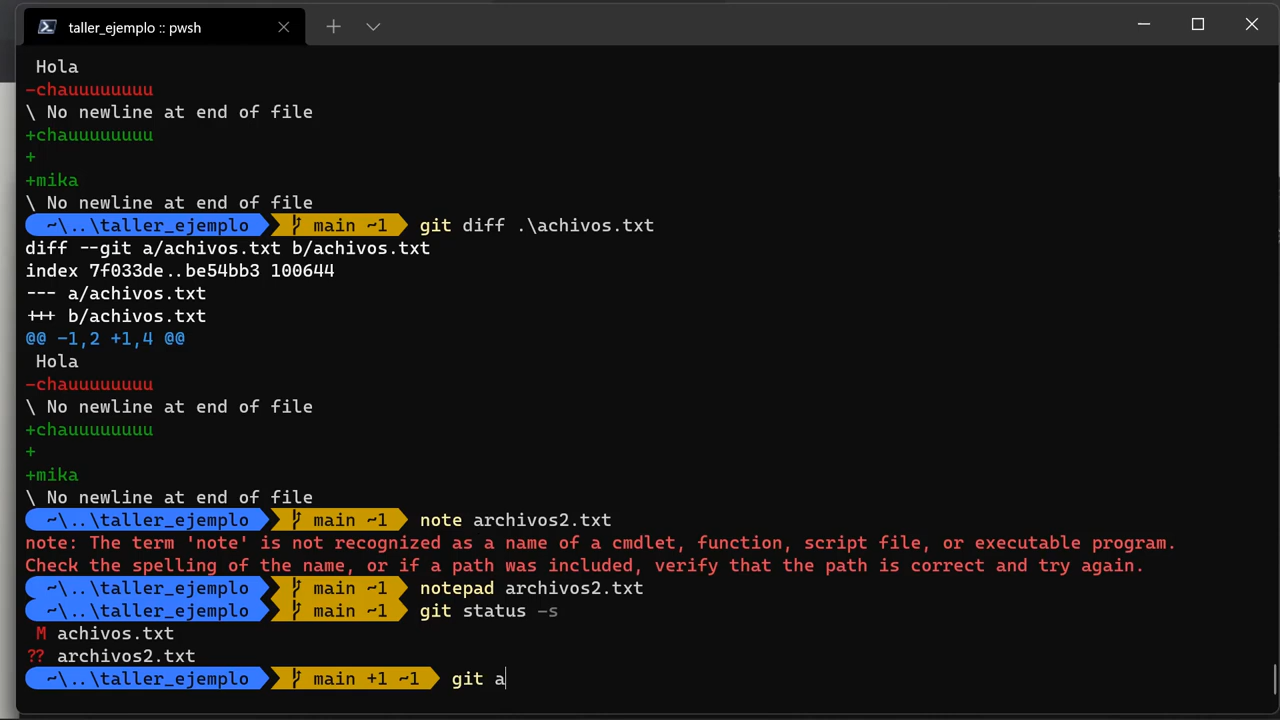 taller_ejemplo :: pwsh
 Hola
-chauuuuuuuu
\ No newline at end of file
+chauuuuuuuu
+
+mika
\ No newline at end of file
~\..\taller_ejemplo main ~1 git diff .\achivos.txt
diff --git a/achivos.txt b/achivos.txt
index 7f033de..be54bb3 100644
--- a/achivos.txt
+++ b/achivos.txt
@@ -1,2 +1,4 @@
 Hola
-chauuuuuuuu
\ No newline at end of file
+chauuuuuuuu
+
+mika
\ No newline at end of file
~\..\taller_ejemplo main ~1 note archivos2.txt
note: The term 'note' is not recognized as a name of a cmdlet, function, script file, or executable program.
Check the spelling of the name, or if a path was included, verify that the path is correct and try again.
~\..\taller_ejemplo main ~1 notepad archivos2.txt
~\..\taller_ejemplo main ~1 git status -s
 M achivos.txt
?? archivos2.txt
~\..\taller_ejemplo main +1 ~1 git a